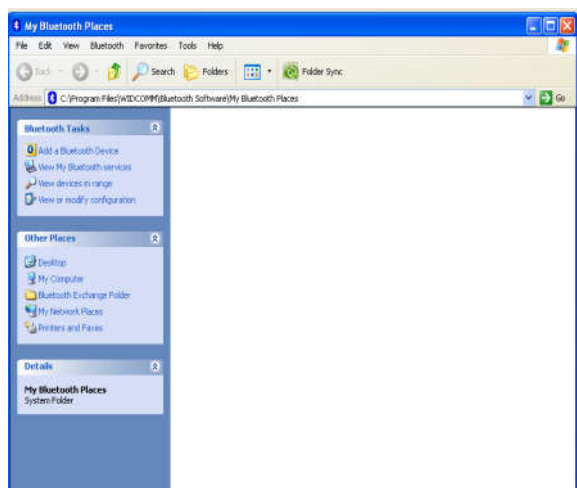 My Bluetooth Places
File Edit View Bluetooth Favorites Tools Help
Back Search Folders Folder Sync
Address C:\Program Files\WIDCOMM\Bluetooth Software\My Bluetooth Places Go
Bluetooth Tasks
Add a Bluetooth Device
View My Bluetooth services
View devices in range
View or modify configuration
Other Places
Desktop
My Computer
Bluetooth Exchange Folder
My Network Places
Printers and Faxes
Details
My Bluetooth Places
System Folder